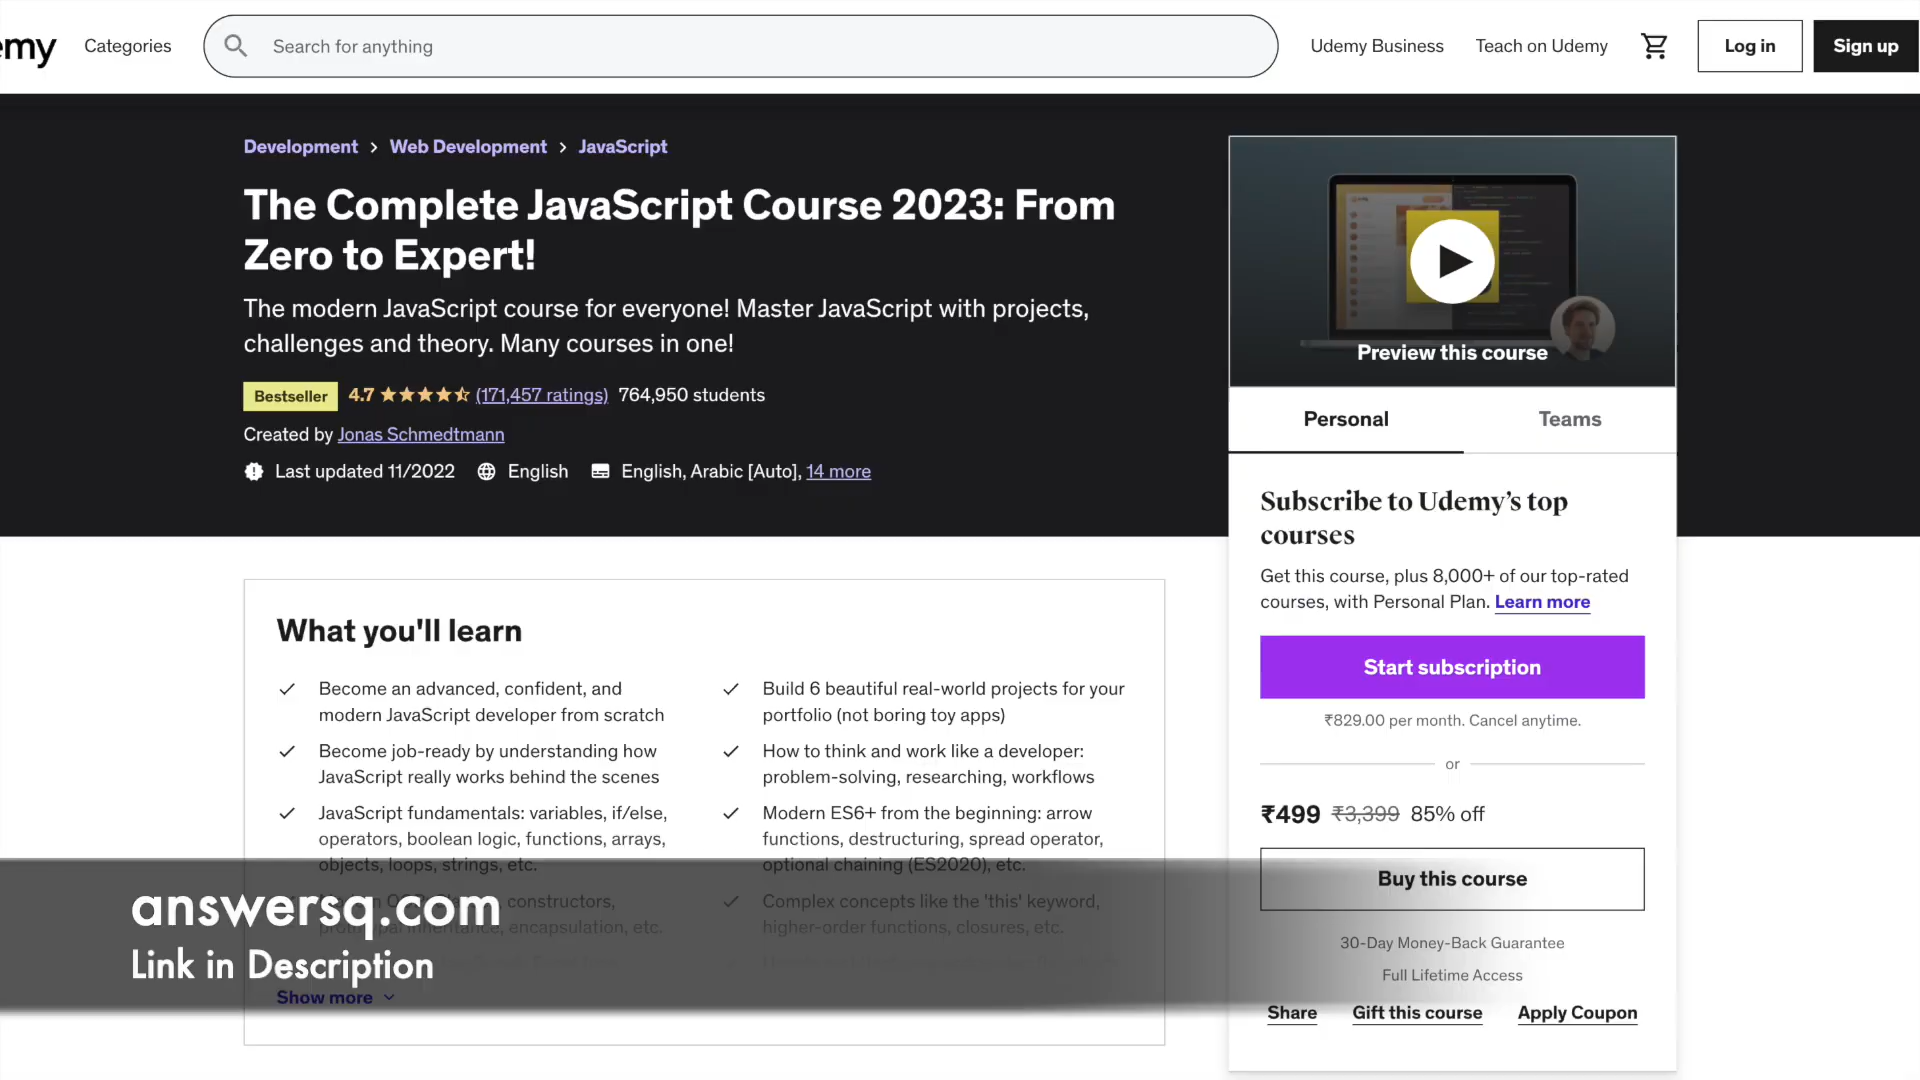 emy
Categories
Search for anything
Udemy Business
Teach on Udemy
Log in
Sign up
Development > Web Development > JavaScript
The Complete JavaScript Course 2023: From
Zero to Expert!
The modern JavaScript course for everyone! Master JavaScript with projects,
challenges and theory. Many courses in one!
Bestseller 4.7 (171,457 ratings) 764,950 students
Created by Jonas Schmedtmann
Last updated 11/2022 English English, Arabic [Auto], 14 more
Preview this course
Personal
Teams
Subscribe to Udemy’s top
courses
Get this course, plus 8,000+ of our top-rated
courses, with Personal Plan. Learn more
Start subscription
₹829.00 per month. Cancel anytime.
or
₹499 ₹3,399 85% off
Buy this course
30-Day Money-Back Guarantee
Full Lifetime Access
Share
Gift this course
Apply Coupon
What you'll learn
Become an advanced, confident, and
modern JavaScript developer from scratch
Become job-ready by understanding how
JavaScript really works behind the scenes
JavaScript fundamentals: variables, if/else,
operators, boolean logic, functions, arrays,
objects, loops, strings, etc.
constructors,
inheritance, encapsulation, etc.
Build 6 beautiful real-world projects for your
portfolio (not boring toy apps)
How to think and work like a developer:
problem-solving, researching, workflows
Modern ES6+ from the beginning: arrow
functions, destructuring, spread operator,
optional chaining (ES2020), etc.
Complex concepts like the 'this' keyword,
higher-order functions, closures, etc.
Show more
answersq.com
Link in Description